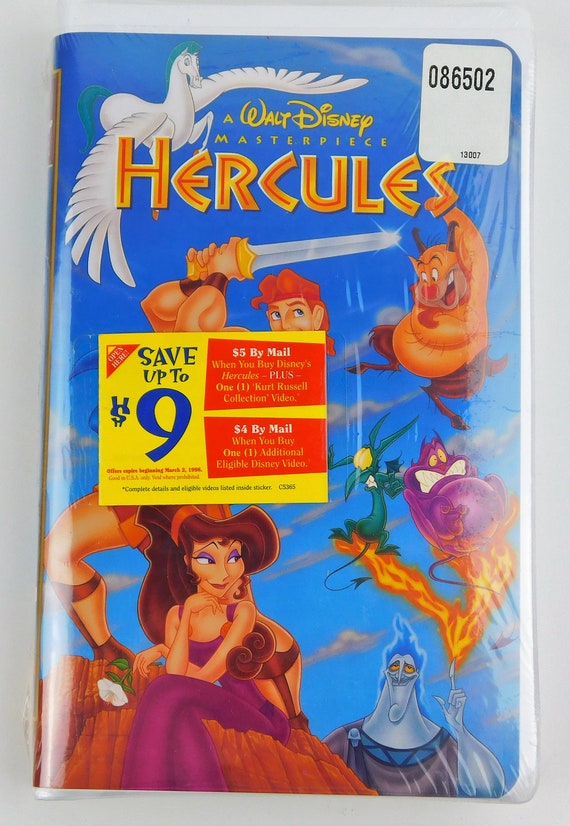 086502
13007
A WALT DISNEY
MASTERPIECE
HERCULES
OPEN HERE!
SAVE
UP TO
$9
$5 By Mail
When You Buy Disney's
Hercules – PLUS –
One (1) 'Kurt Russell
Collection' Video.*
$4 By Mail
When You Buy
One (1) Additional
Eligible Disney Video.*
Offers expire beginning March 2, 1998.
Good in U.S.A. only. Void where prohibited.
*Complete details and eligible videos listed inside sticker. CS365